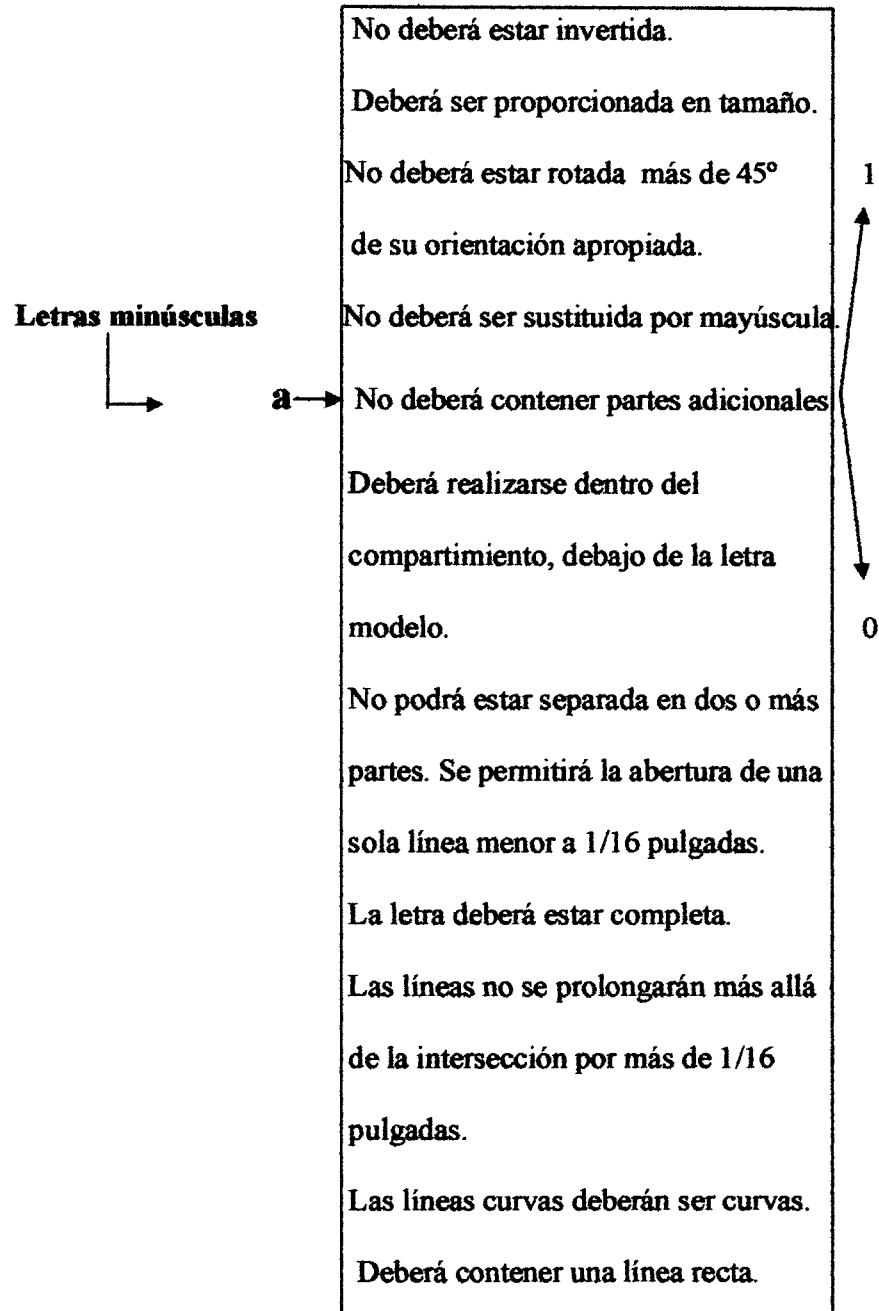 No deberá estar invertida.
Deberá ser proporcionada en tamaño.
No deberá estar rotada más de 45º
1
de su orientación apropiada.
Letras minúsculas
No deberá ser sustituida por mayúscula.
a
No deberá contener partes adicionales
Deberá realizarse dentro del
compartimiento, debajo de la letra
modelo.
0
No podrá estar separada en dos o más
partes. Se permitirá la abertura de una
sola línea menor a 1/16 pulgadas.
La letra deberá estar completa.
Las líneas no se prolongarán más allá
de la intersección por más de 1/16
pulgadas.
Las líneas curvas deberán ser curvas.
Deberá contener una línea recta.